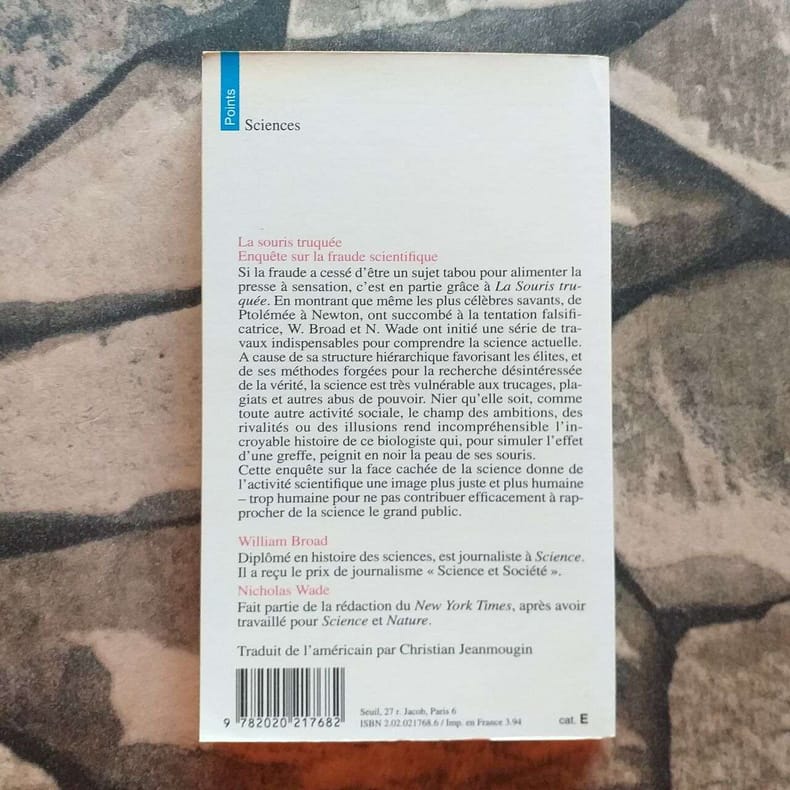 Points
Sciences
La souris truquée
Enquête sur la fraude scientifique
Si la fraude a cessé d'être un sujet tabou pour alimenter la
presse à sensation, c'est en partie grâce à La Souris tru-
quée. En montrant que même les plus célèbres savants, de
Ptolémée à Newton, ont succombé à la tentation falsifi-
catrice, W. Broad et N. Wade ont initié une série de tra-
vaux indispensables pour comprendre la science actuelle.
A cause de sa structure hiérarchique favorisant les élites, et
de ses méthodes forgées pour la recherche désintéressée
de la vérité, la science est très vulnérable aux trucages, pla-
giats et autres abus de pouvoir. Nier qu'elle soit, comme
toute autre activité sociale, le champ des ambitions, des
rivalités ou des illusions rend incompréhensible l'in-
croyable histoire de ce biologiste qui, pour simuler l'effet
d'une greffe, peignit en noir la peau de ses souris.
Cette enquête sur la face cachée de la science donne de
l'activité scientifique une image plus juste et plus humaine
– trop humaine pour ne pas contribuer efficacement à rap-
procher de la science le grand public.
William Broad
Diplômé en histoire des sciences, est journaliste à Science.
Il a reçu le prix de journalisme « Science et Société ».
Nicholas Wade
Fait partie de la rédaction du New York Times, après avoir
travaillé pour Science et Nature.
Traduit de l'américain par Christian Jeanmougin
9 782020 217682
Seuil, 27 r. Jacob, Paris 6
ISBN 2.02.021768.6 / Imp. en France 3.94
cat. E